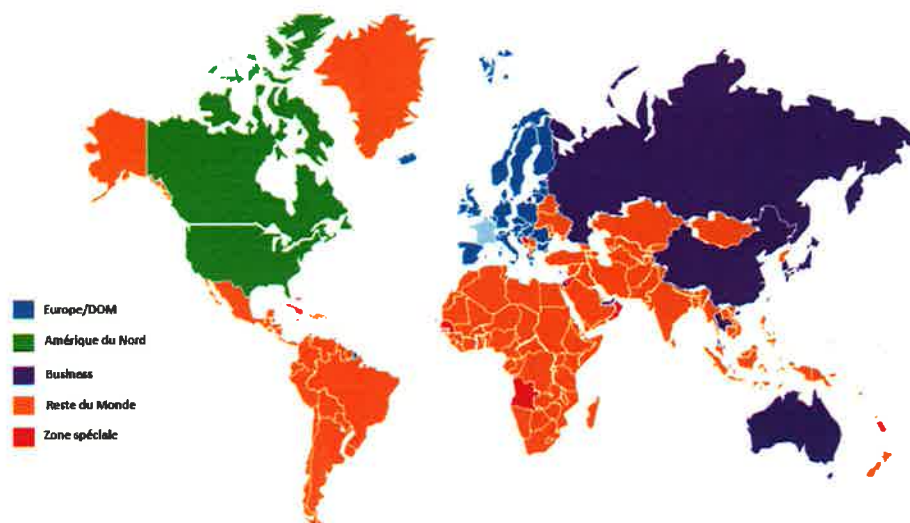 Europe/DOM
Amérique du Nord
Business
Reste du Monde
Zone spéciale